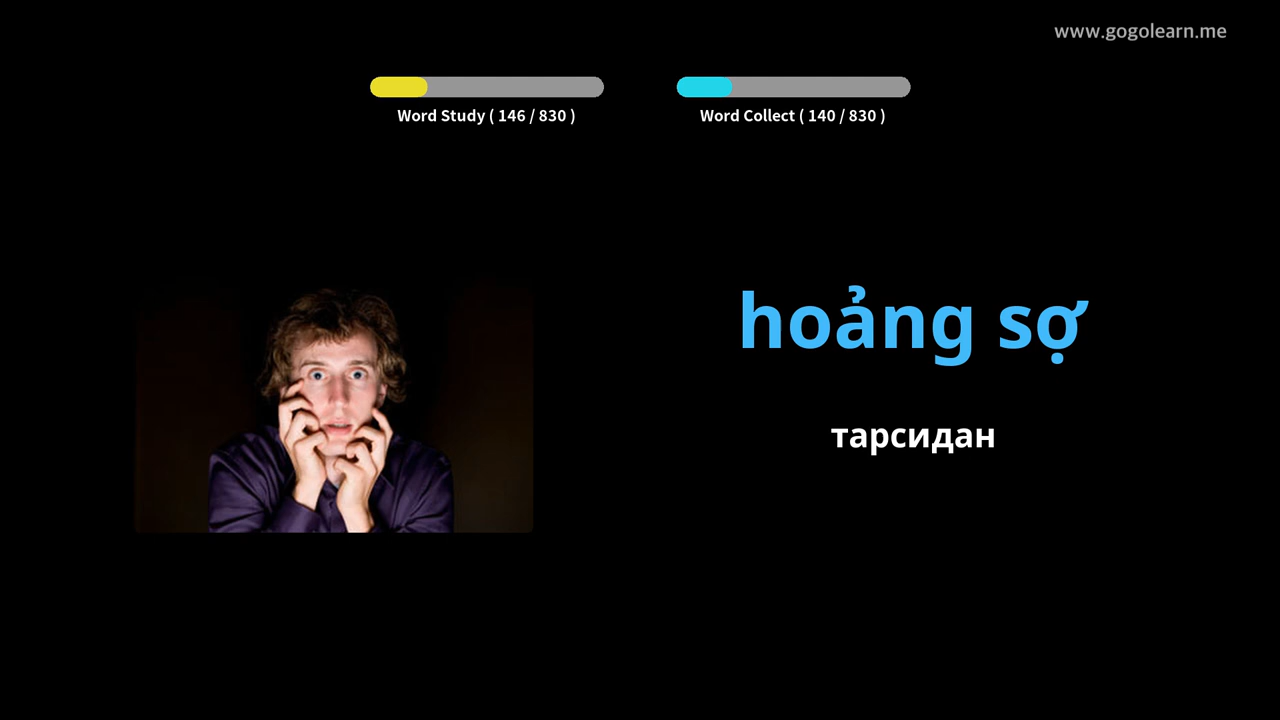 www.gogolearn.me
Word Study ( 146 / 830 )
Word Collect ( 140 / 830 )
hoảng sợ
тарсидан